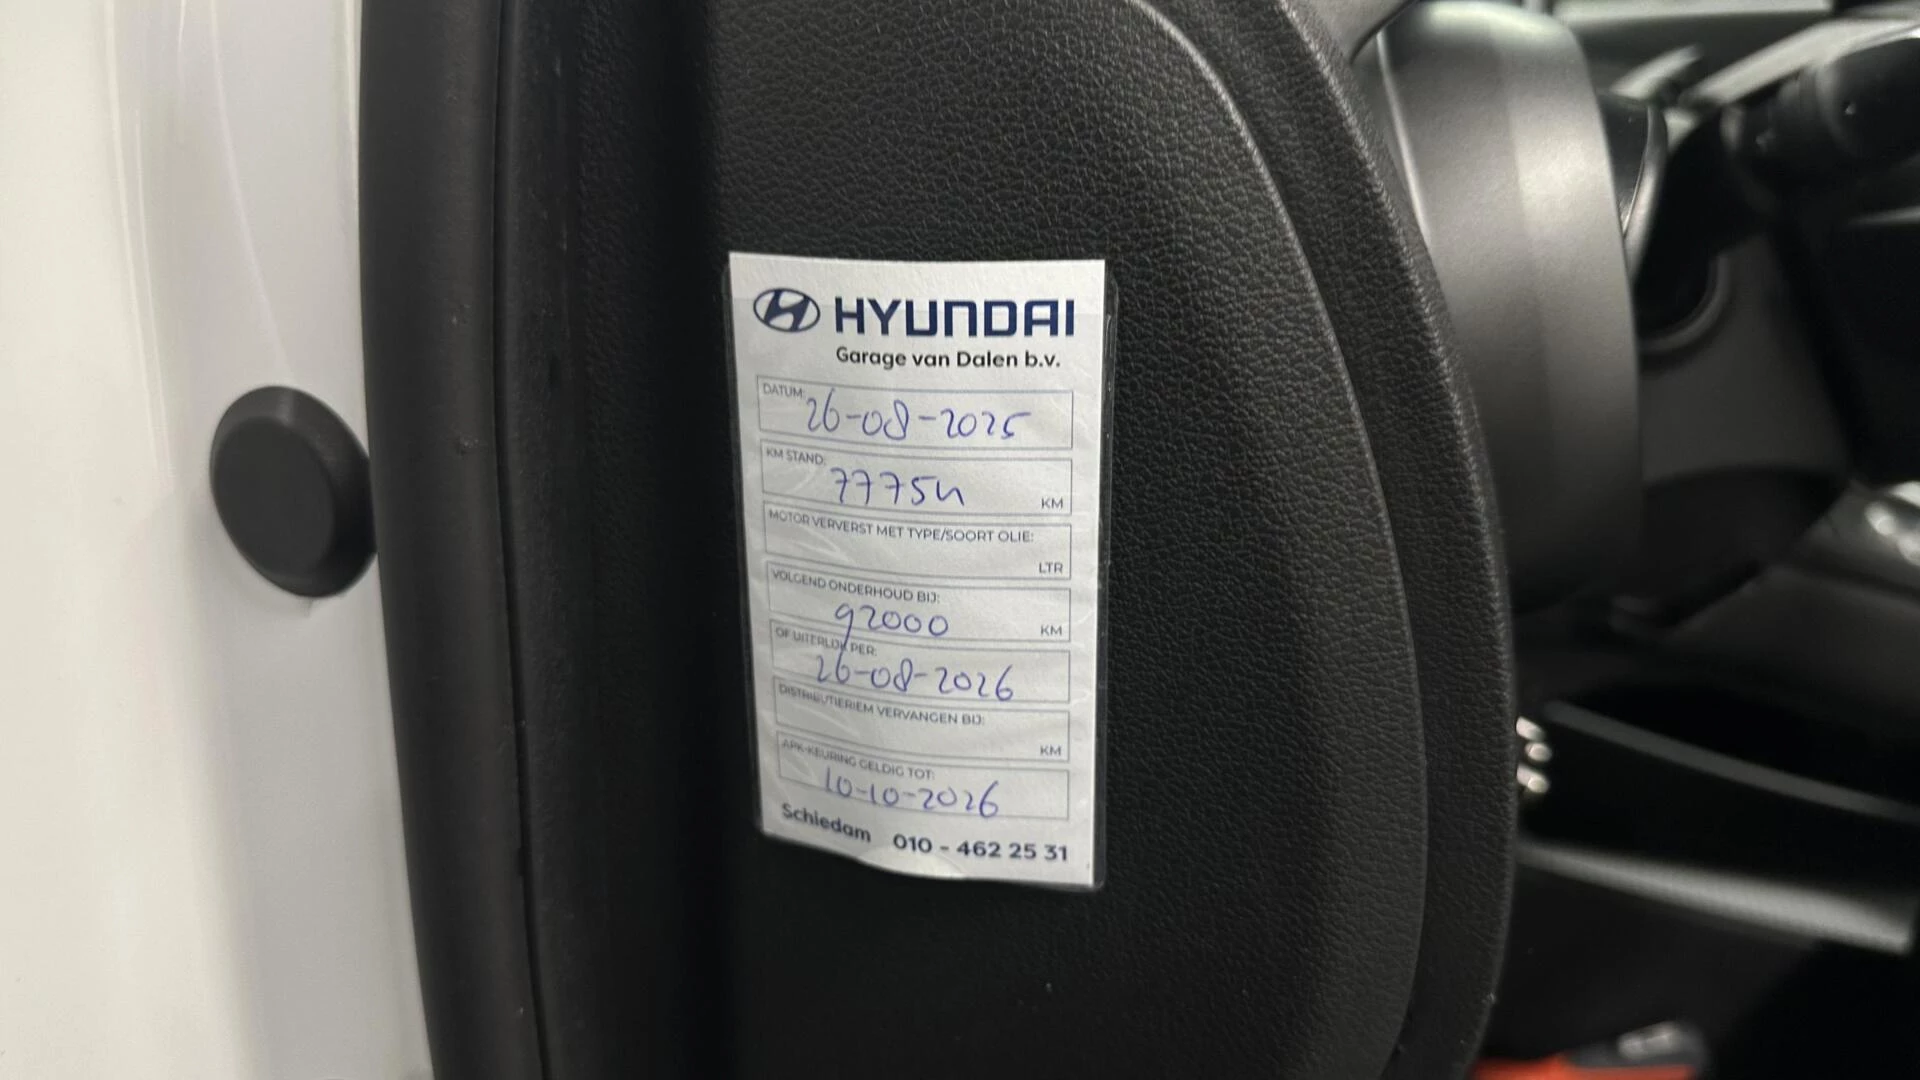 HYUNDAI
Garage van Dalen b.v.
DATUM:
26-08-2025
KM STAND:
77754
KM
MOTOR VERVERST MET TYPE/SOORT OLIE:
LTR
VOLGEND ONDERHOUD BIJ:
92000
KM
OF UITERLIJK PER:
26-08-2026
DISTRIBUTIERIEM VERVANGEN BIJ:
KM
APK-KEURING GELDIG TOT:
10-10-2026
Schiedam 010 - 462 25 31